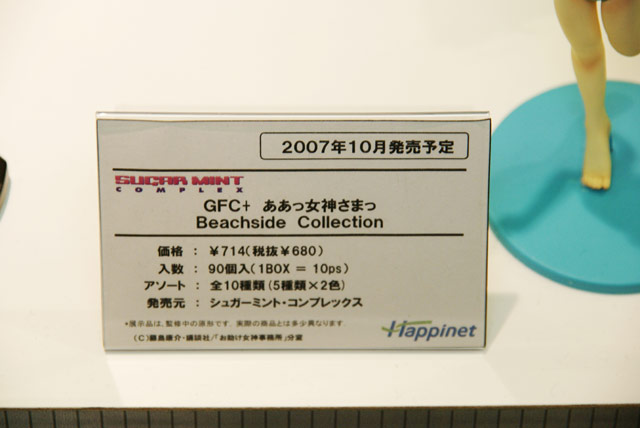 2007年10月発売予定
SUGAR MINT
COMPLEX
GFC+ ああっ女神さまっ
Beachside Collection
価格 : ¥714(税抜¥680)
入数 : 90個入(1BOX = 10ps)
アソート : 全10種類(5種類×2色)
発売元 : シュガーミント・コンプレックス
*展示品は、監修中の原形です。実際の商品とは多少異なります。
Happinet
(C)藤島康介・講談社/「お助け女神事務所」分室